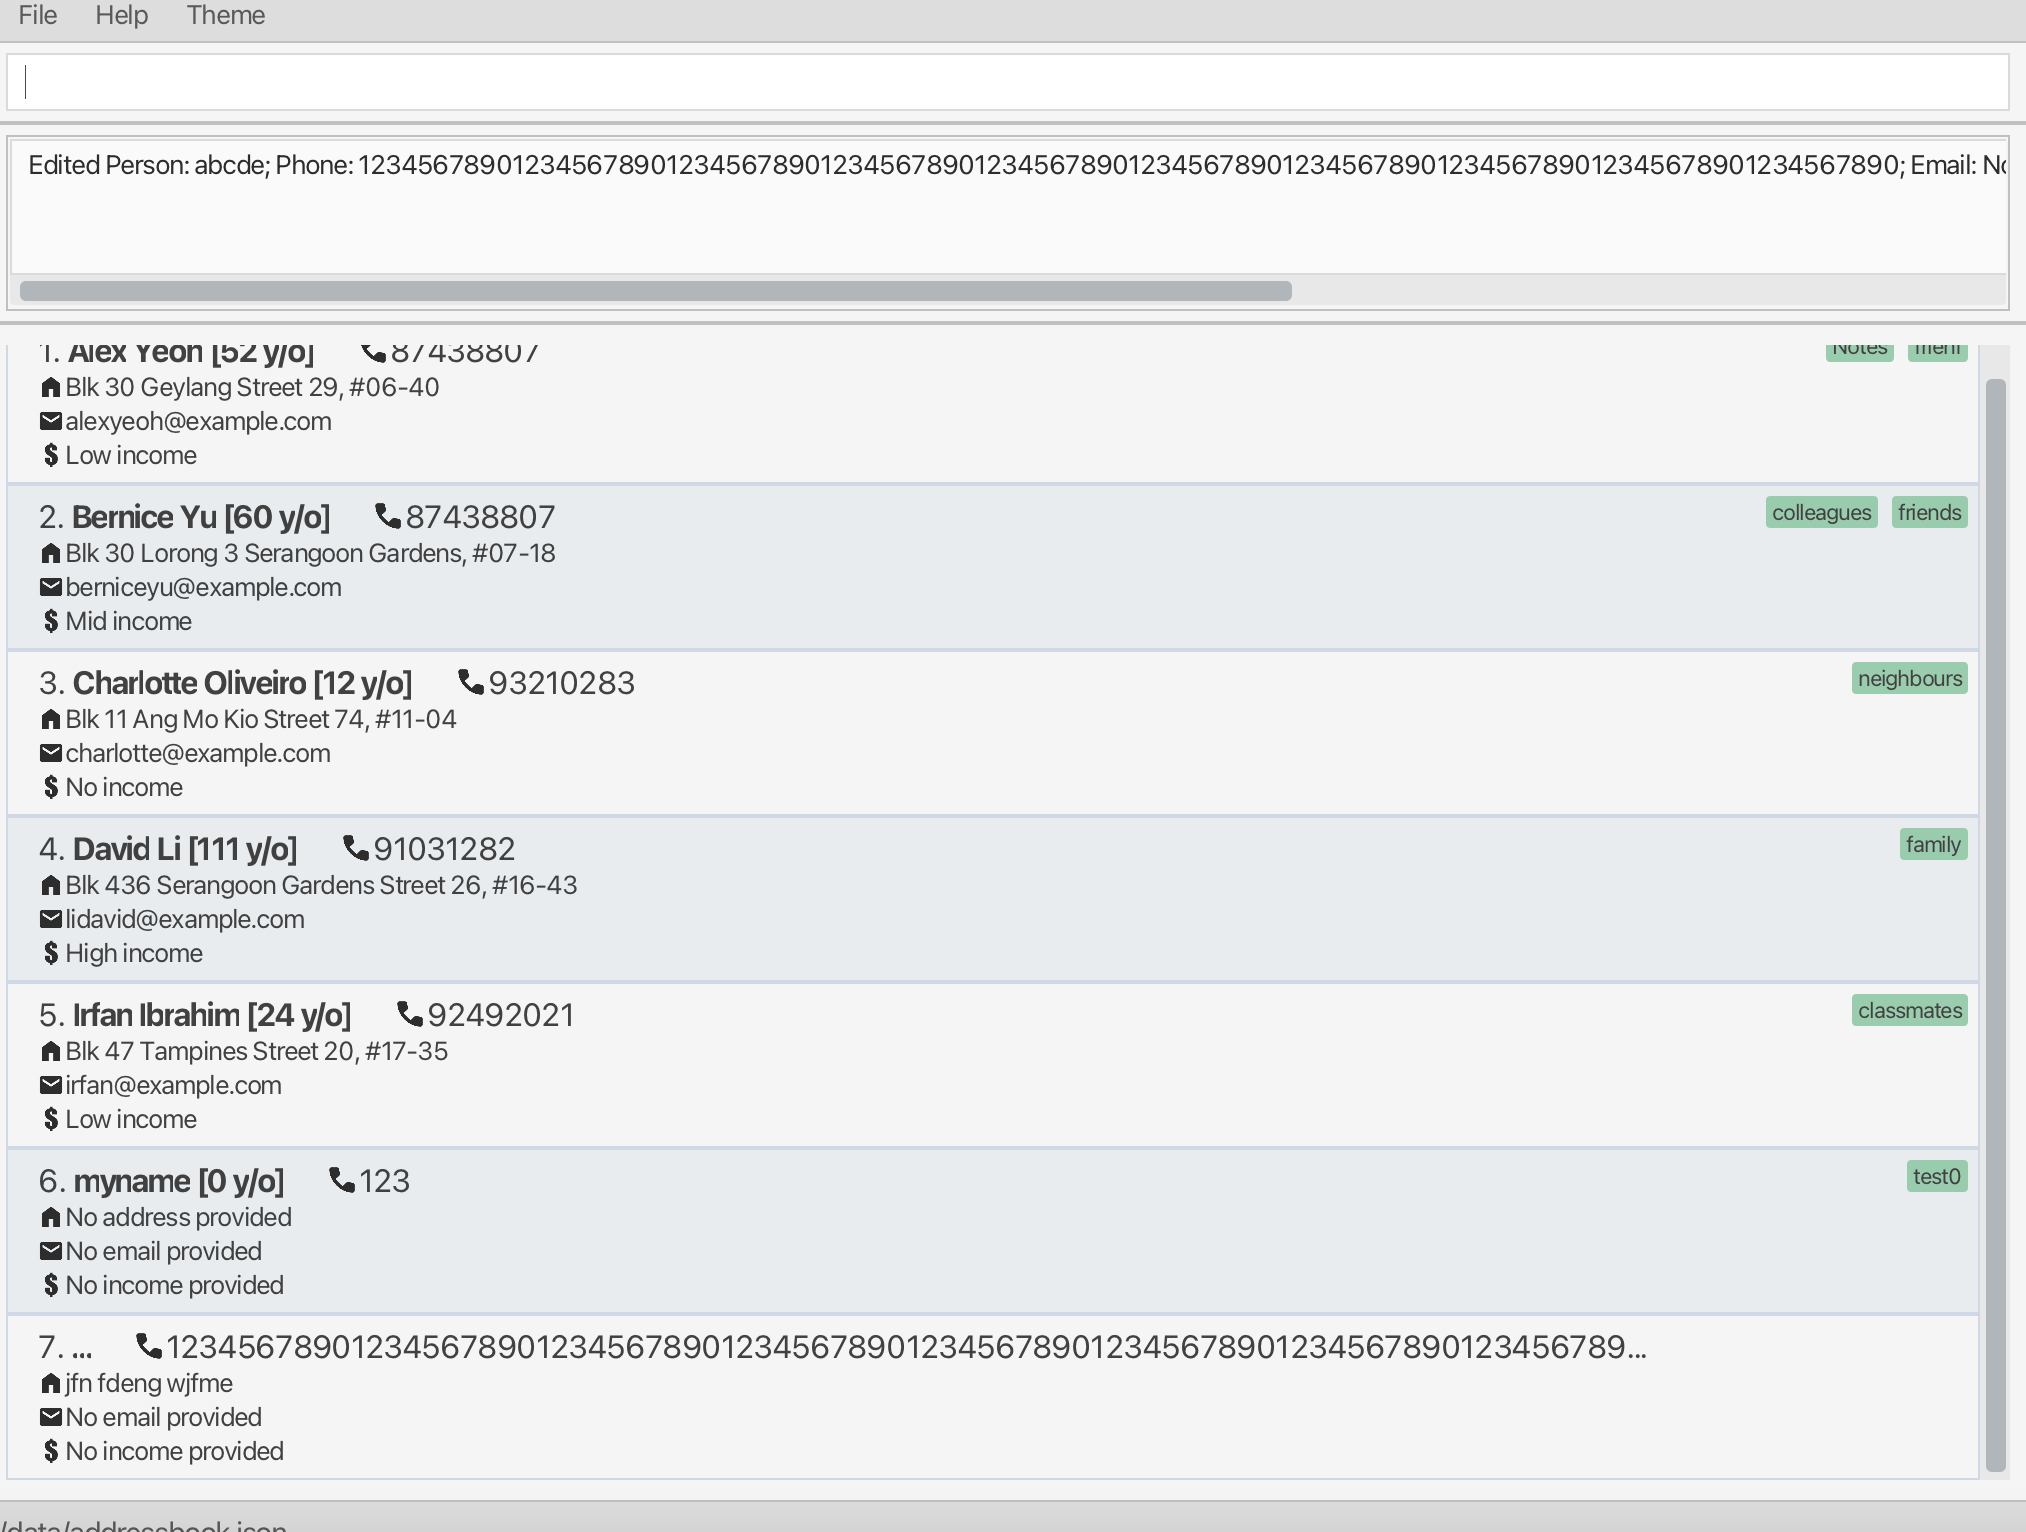 File Help Theme
Edited Person: abcde; Phone: 1234567890123456789012345678901234567890123456789012345678901234567890123456789012345678901234567890; Email: No
1. Alex Yeoh [52 y/o] 87438807 Notes frienf
Blk 30 Geylang Street 29, #06-40
alexyeoh@example.com
$ Low income
2. Bernice Yu [60 y/o] 87438807 colleagues friends
Blk 30 Lorong 3 Serangoon Gardens, #07-18
berniceyu@example.com
$ Mid income
3. Charlotte Oliveiro [12 y/o] 93210283 neighbours
Blk 11 Ang Mo Kio Street 74, #11-04
charlotte@example.com
$ No income
4. David Li [111 y/o] 91031282 family
Blk 436 Serangoon Gardens Street 26, #16-43
lidavid@example.com
$ High income
5. Irfan Ibrahim [24 y/o] 92492021 classmates
Blk 47 Tampines Street 20, #17-35
irfan@example.com
$ Low income
6. myname [0 y/o] 123 test0
No address provided
No email provided
$ No income provided
7. ... 1234567890123456789012345678901234567890123456789012345678901234567890123456789...
jfn fdeng wjfme
No email provided
$ No income provided
/data/addressbook.json